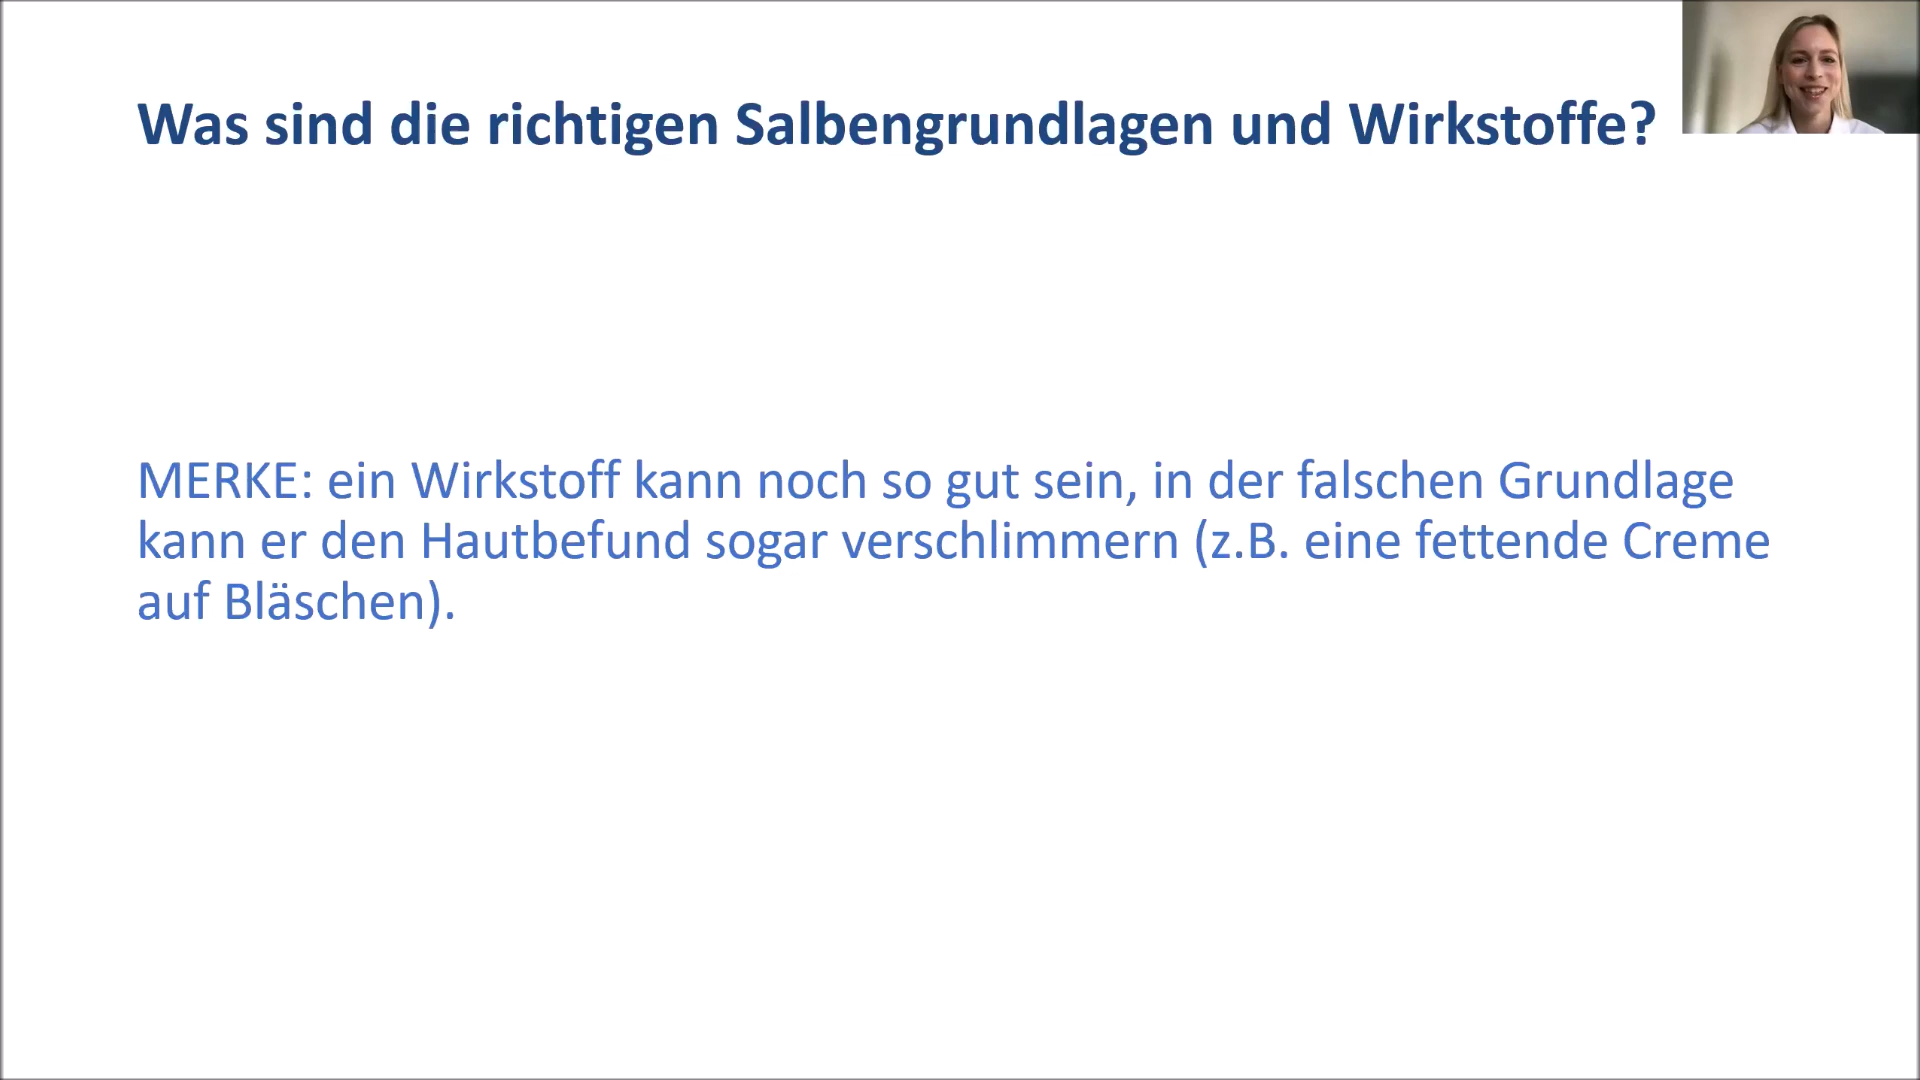 Was sind die richtigen Salbengrundlagen und Wirkstoffe?
MERKE: ein Wirkstoff kann noch so gut sein, in der falschen Grundlage
kann er den Hautbefund sogar verschlimmern (z.B. eine fettende Creme
auf Bläschen).